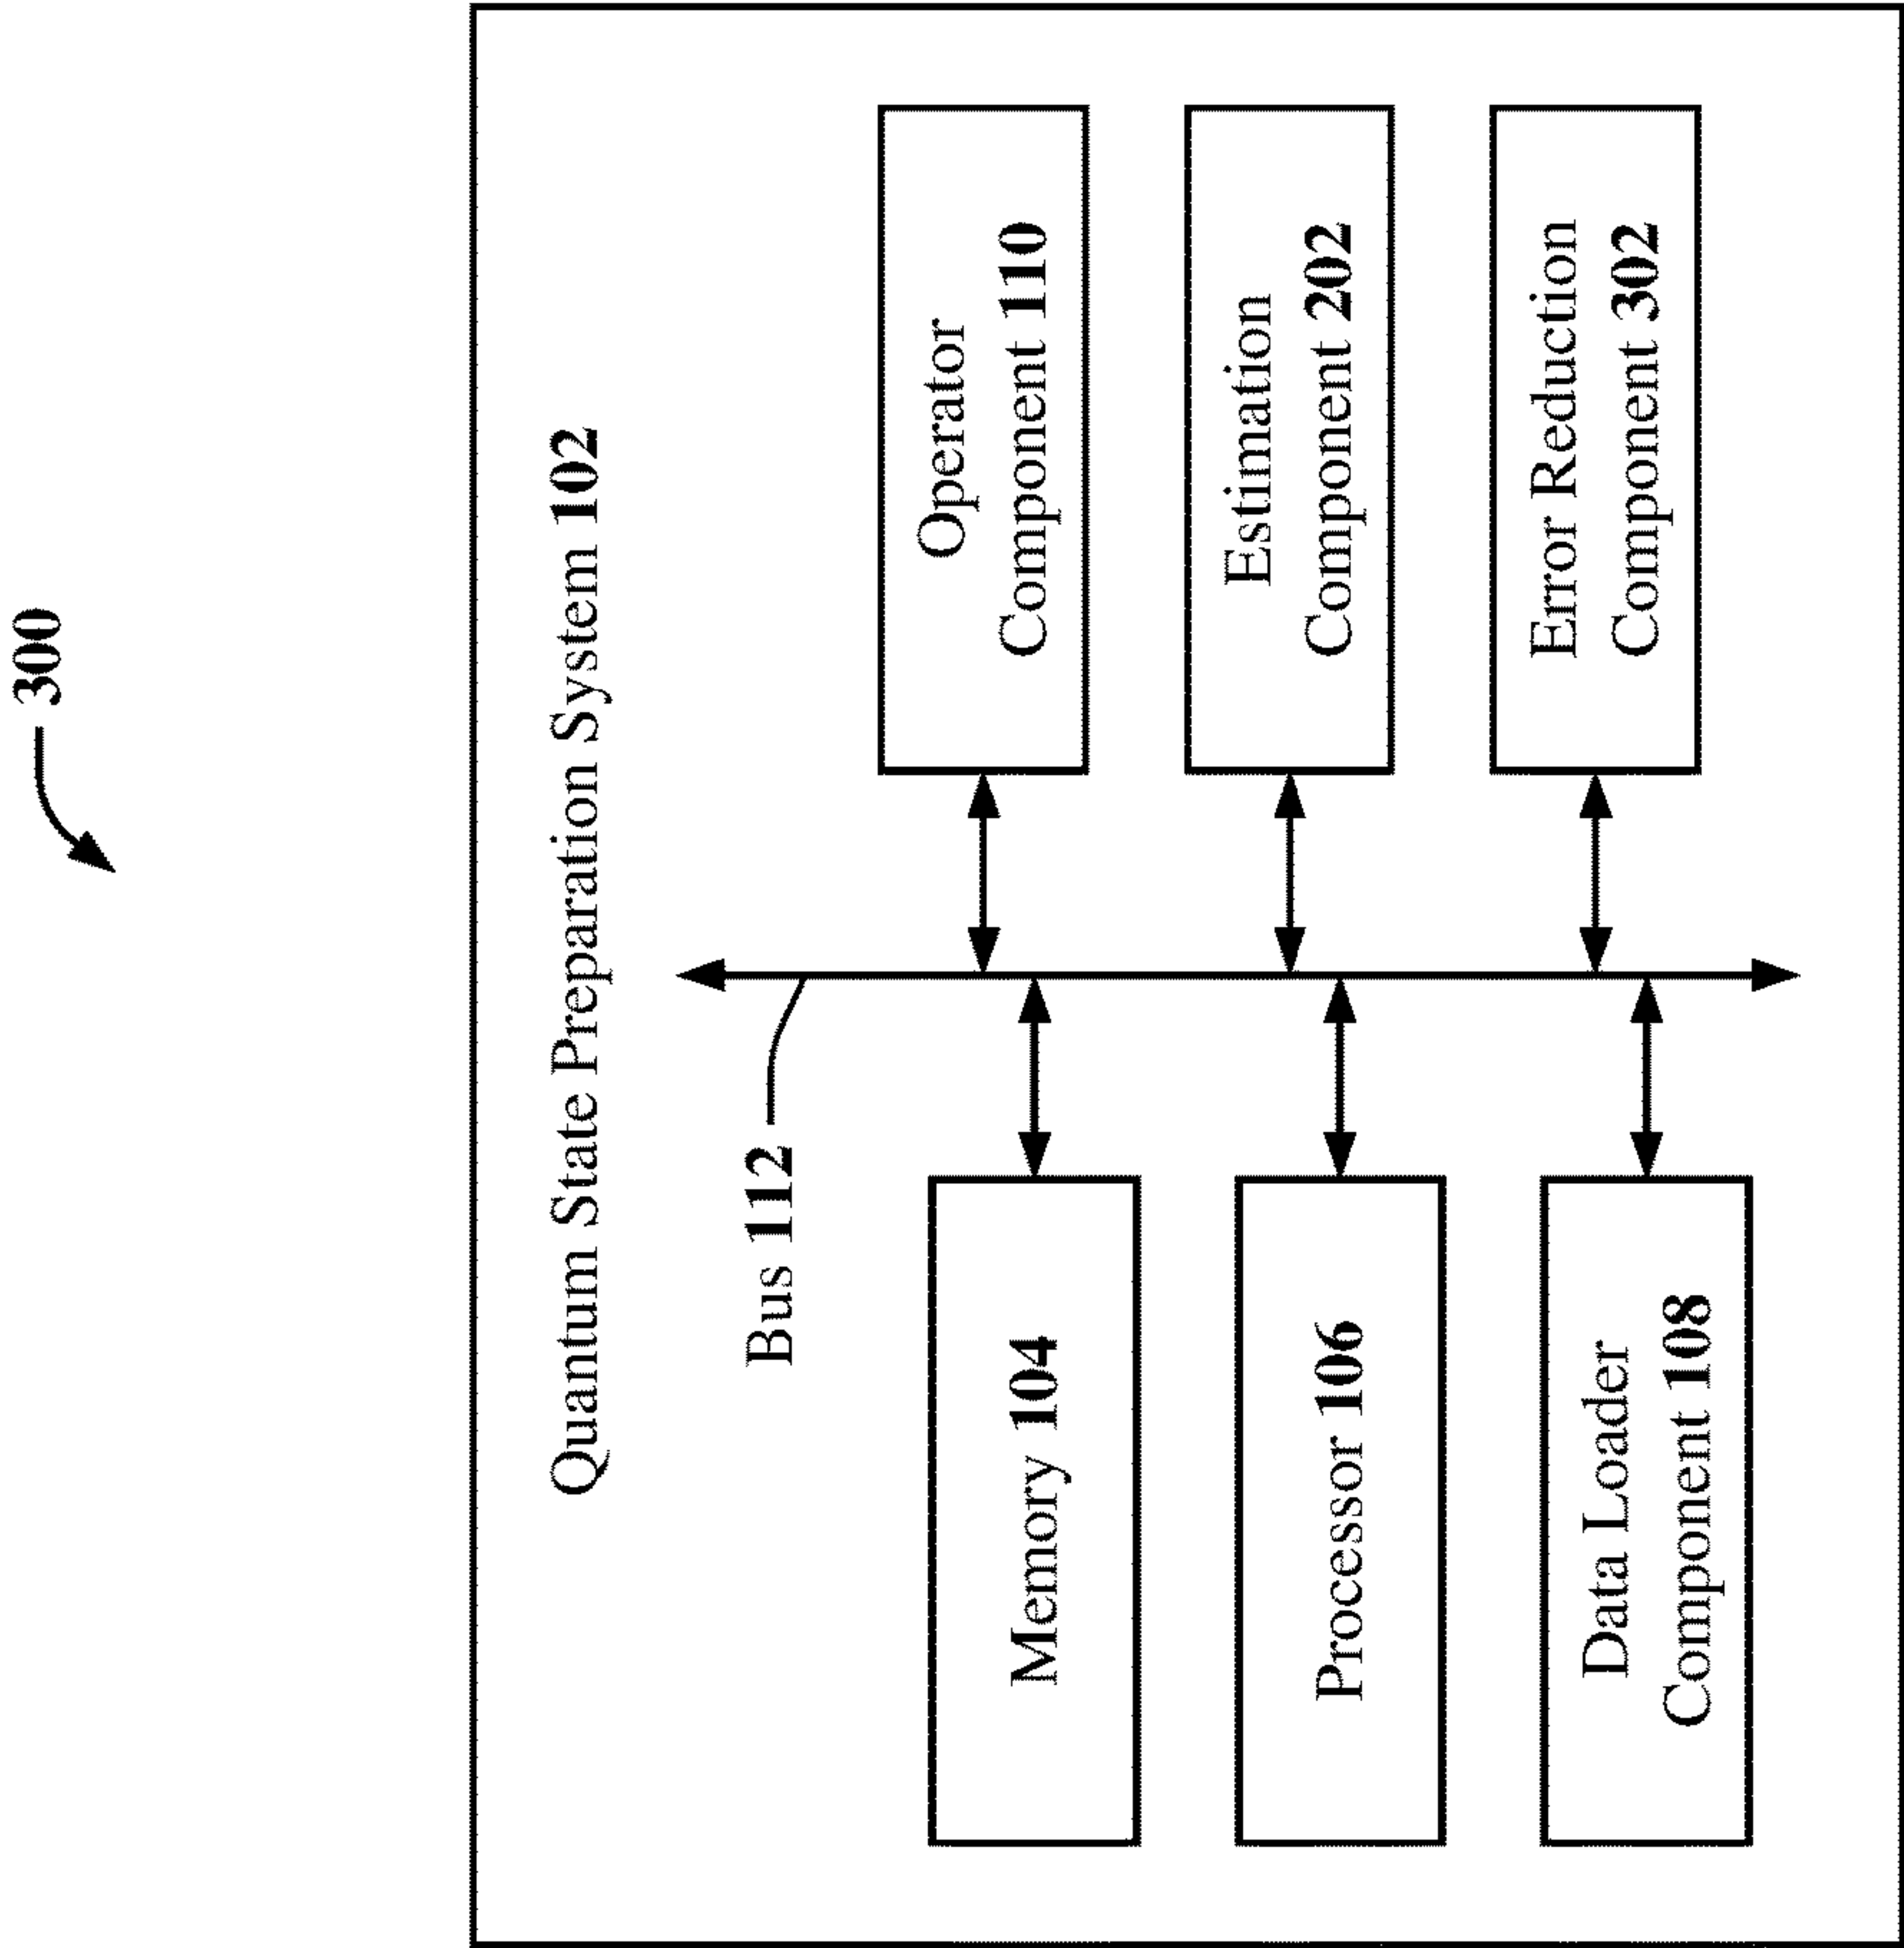 300
Quantum State Preparation System 102
Bus 112
Memory 104
Processor 106
Data Loader
Component 108
Operator
Component 110
Estimation
Component 202
Error Reduction
Component 302